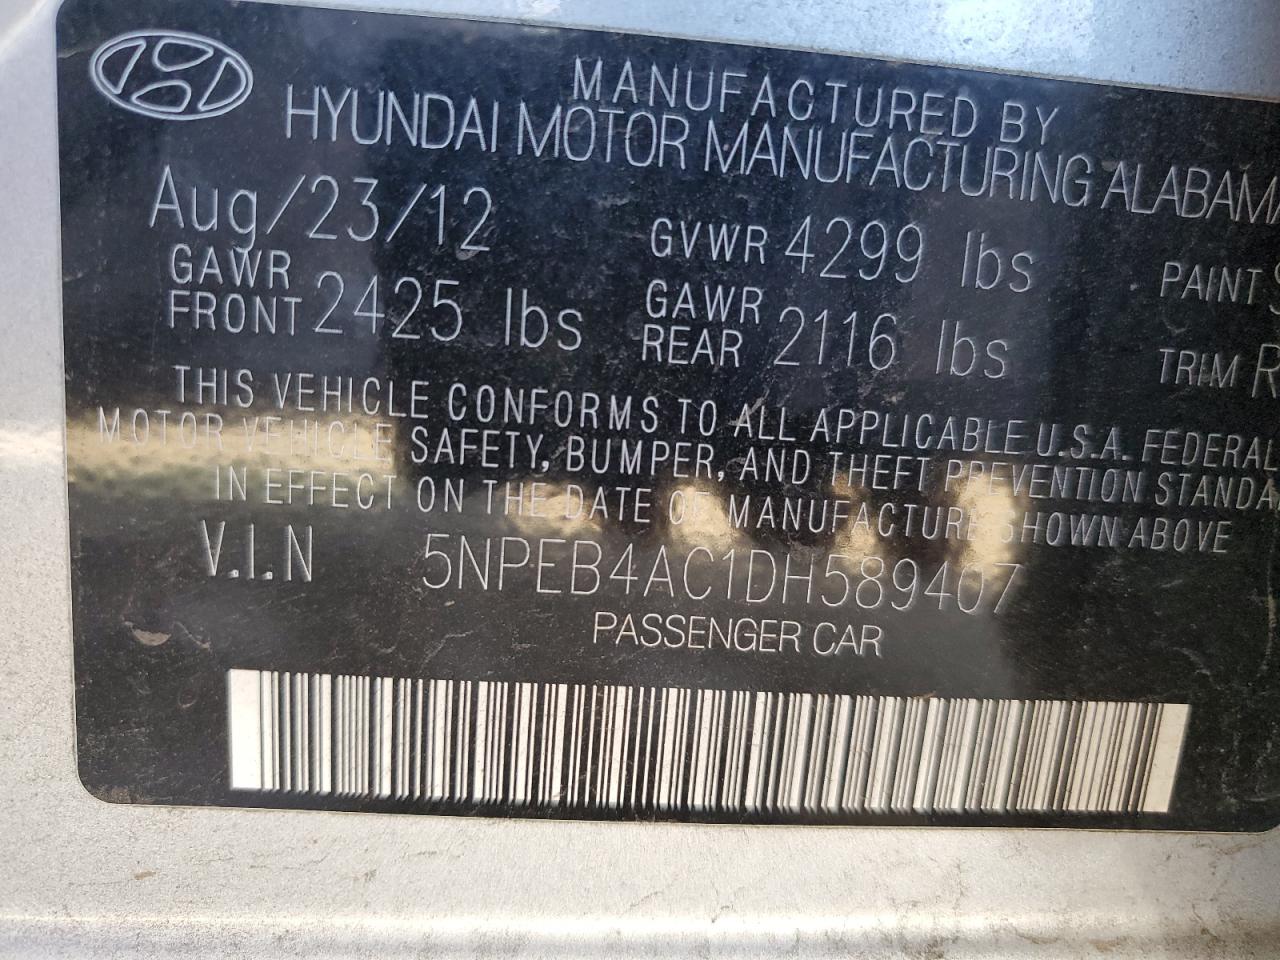 MANUFACTURED BY
HYUNDAI MOTOR MANUFACTURING ALABAMA
Aug/23/12 GVWR 4299 lbs PAINT S
GAWR FRONT 2425 lbs GAWR REAR 2116 lbs TRIM R
THIS VEHICLE CONFORMS TO ALL APPLICABLE U.S.A. FEDERAL
MOTOR VEHICLE SAFETY, BUMPER, AND THEFT PREVENTION STANDA
IN EFFECT ON THE DATE OF MANUFACTURE SHOWN ABOVE
V.I.N 5NPEB4AC1DH589407
PASSENGER CAR